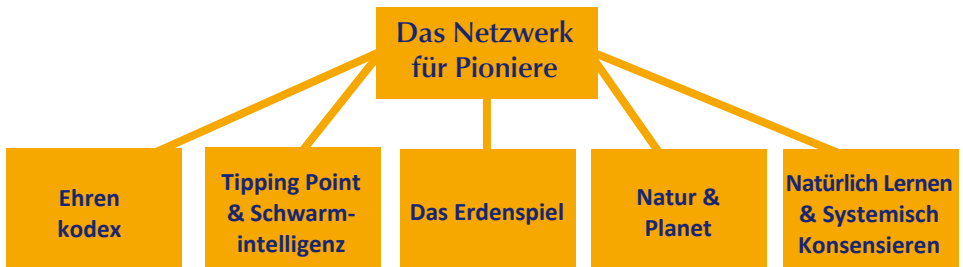 Das Netzwerk
für Pioniere
Ehren
kodex
Tipping Point
& Schwarm-
intelligenz
Das Erdenspiel
Natur &
Planet
Natürlich Lernen
& Systemisch
Konsensieren